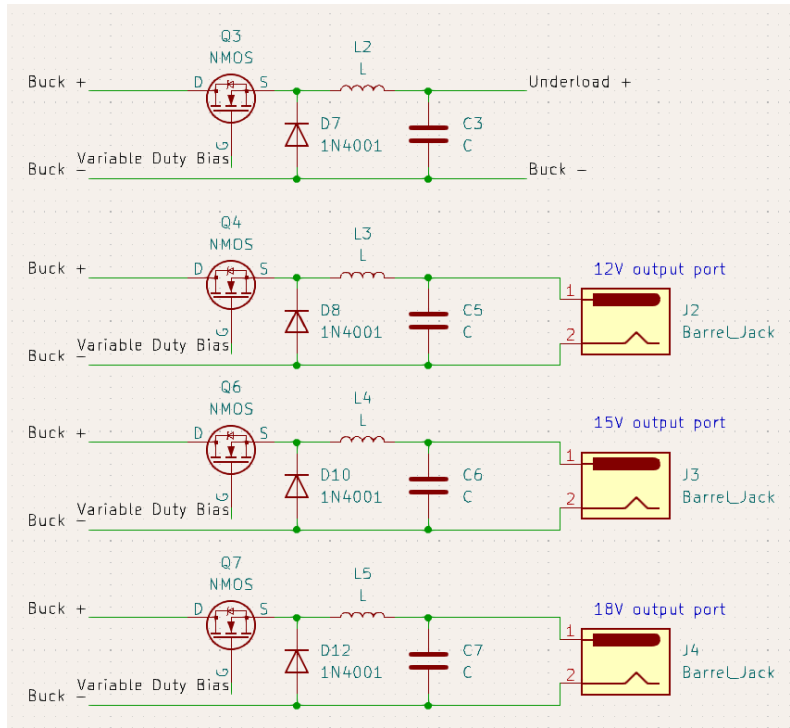 Q3
NMOS
L2
L
Buck +
D
S
Underload +
D7
1N4001
C3
C
G
Variable Duty Bias
Buck -
Buck -
Q4
NMOS
L3
L
12V output port
Buck +
D
S
1
D8
1N4001
C5
C
J2
Barrel_Jack
2
G
Variable Duty Bias
Buck -
Q6
NMOS
L4
L
15V output port
Buck +
D
S
1
D10
1N4001
C6
C
J3
Barrel_Jack
2
G
Variable Duty Bias
Buck -
Q7
NMOS
L5
L
18V output port
Buck +
D
S
1
D12
1N4001
C7
C
J4
Barrel_Jack
2
G
Variable Duty Bias
Buck -